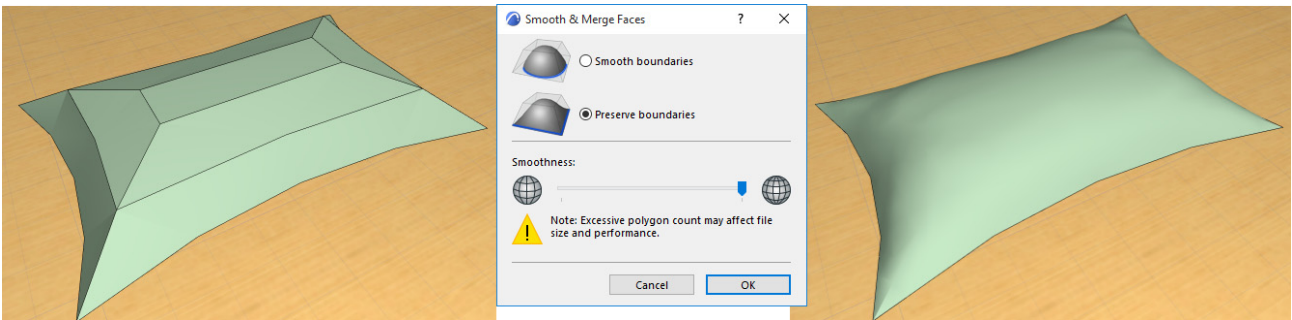 Smooth & Merge Faces
Smooth boundaries
Preserve boundaries
Smoothness:
Note: Excessive polygon count may affect file
size and performance.
Cancel
OK